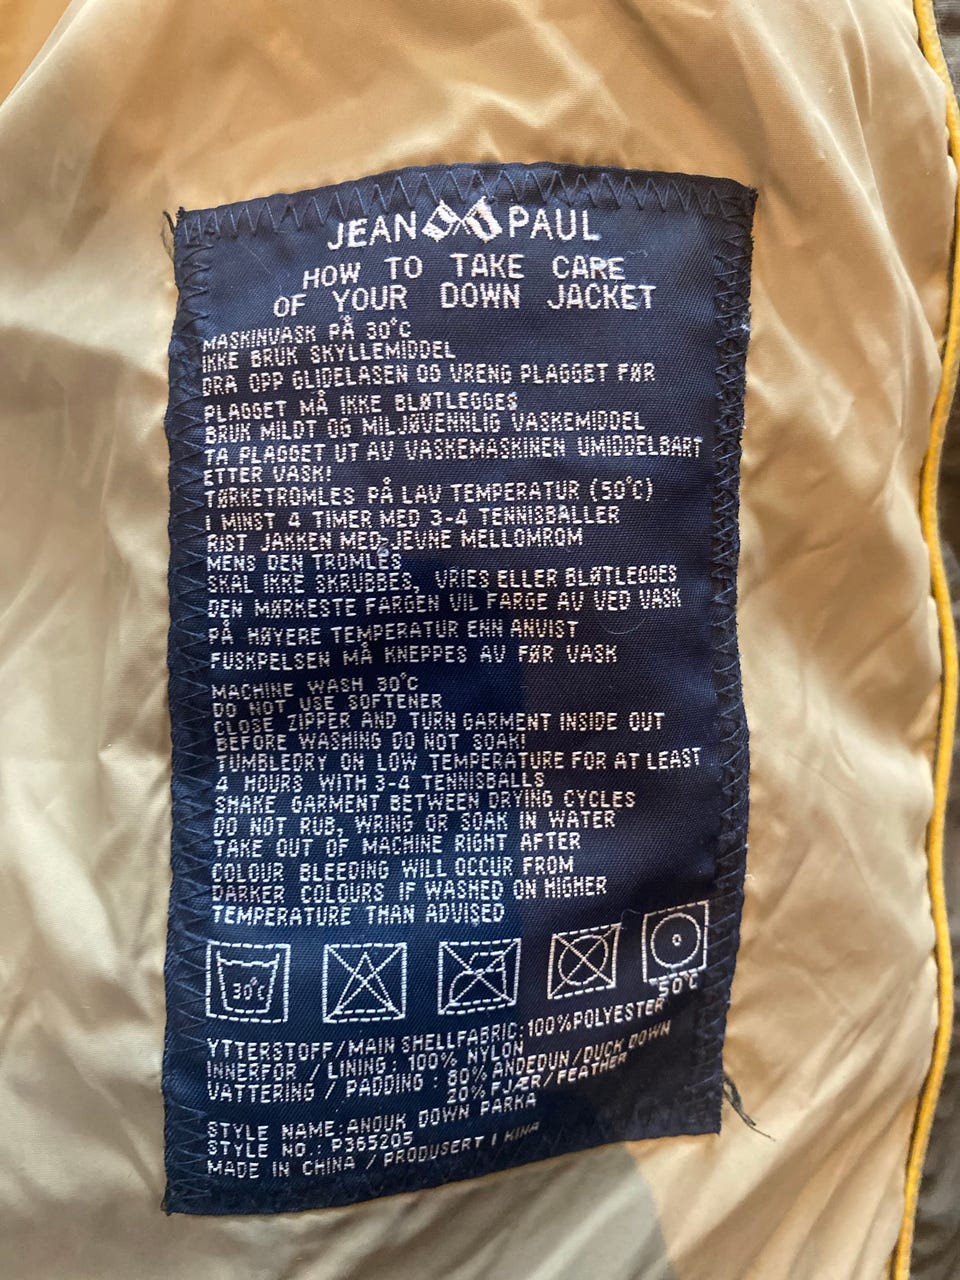 JEAN PAUL
HOW TO TAKE CARE
OF YOUR DOWN JACKET
MASKINVASK PÅ 30°C
IKKE BRUK SKYLLEMIDDEL
DRA OPP GLIDELASEN OG VRENG PLAGGET FØR
PLAGGET MÅ IKKE BLØTLEGGES
BRUK MILDT OG MILJØVENNLIG VASKEMIDDEL
TA PLAGGET UT AV VASKEMASKINEN UMIDDELBART
ETTER VASK!
TØRKETROMLES PÅ LAV TEMPERATUR (50°C)
I MINST 4 TIMER MED 3-4 TENNISBALLER
RIST JAKKEN MED JEVNE MELLOMROM
MENS DEN TROMLES
SKAL IKKE SKRUBBES, VRIES ELLER BLØTLEGGES
DEN MØRKESTE FARGEN VIL FARGE AV VED VASK
PÅ HØYERE TEMPERATUR ENN ANVIST
FUSKPELSEN MÅ KNEPPES AV FØR VASK
MACHINE WASH 30°C
DO NOT USE SOFTENER
CLOSE ZIPPER AND TURN GARMENT INSIDE OUT
BEFORE WASHING DO NOT SOAK!
TUMBLEDRY ON LOW TEMPERATURE FOR AT LEAST
4 HOURS WITH 3-4 TENNISBALLS
SHAKE GARMENT BETWEEN DRYING CYCLES
DO NOT RUB, WRING OR SOAK IN WATER
TAKE OUT OF MACHINE RIGHT AFTER
COLOUR BLEEDING WILL OCCUR FROM
DARKER COLOURS IF WASHED ON HIGHER
TEMPERATURE THAN ADVISED
30°C
50°C
YTTERSTOFF/MAIN SHELLFABRIC:100%POLYESTER
INNERFOR / LINING: 100% NYLON
VATTERING / PADDING : 80% ANDEDUN/DUCK DOWN
20% FJÆR/FEATHER
STYLE NAME:ANOUK DOWN PARKA
STYLE NO.: P365205
MADE IN CHINA / PRODUSERT I KINA